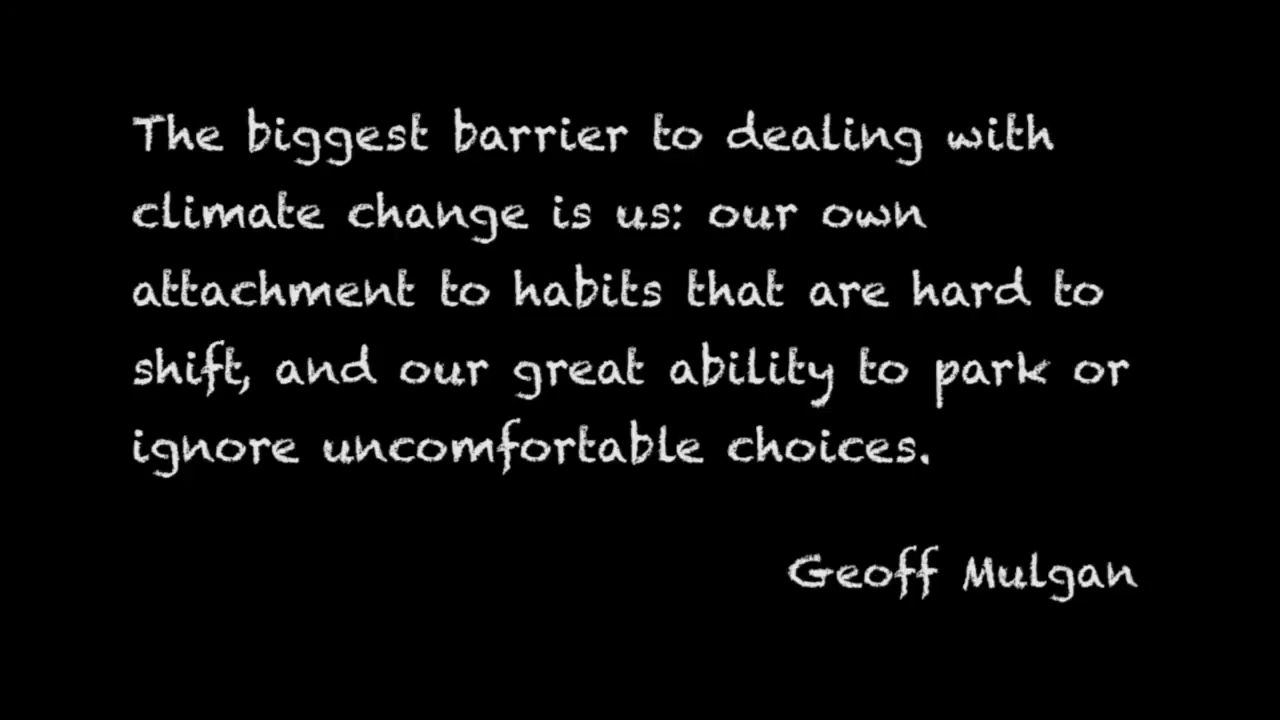 The biggest barrier to dealing with
climate change is us: our own
attachment to habits that are hard to
shift, and our great ability to park or
ignore uncomfortable choices.
Geoff Mulgan